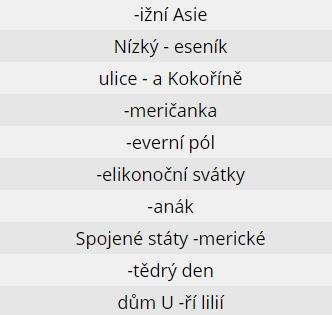 -ižní Asie
Nízký - eseník
ulice - a Kokoříně
-meričanka
-everní pól
-elikonoční svátky
-anák
Spojené státy -merické
-tědrý den
dům U -ří lilií